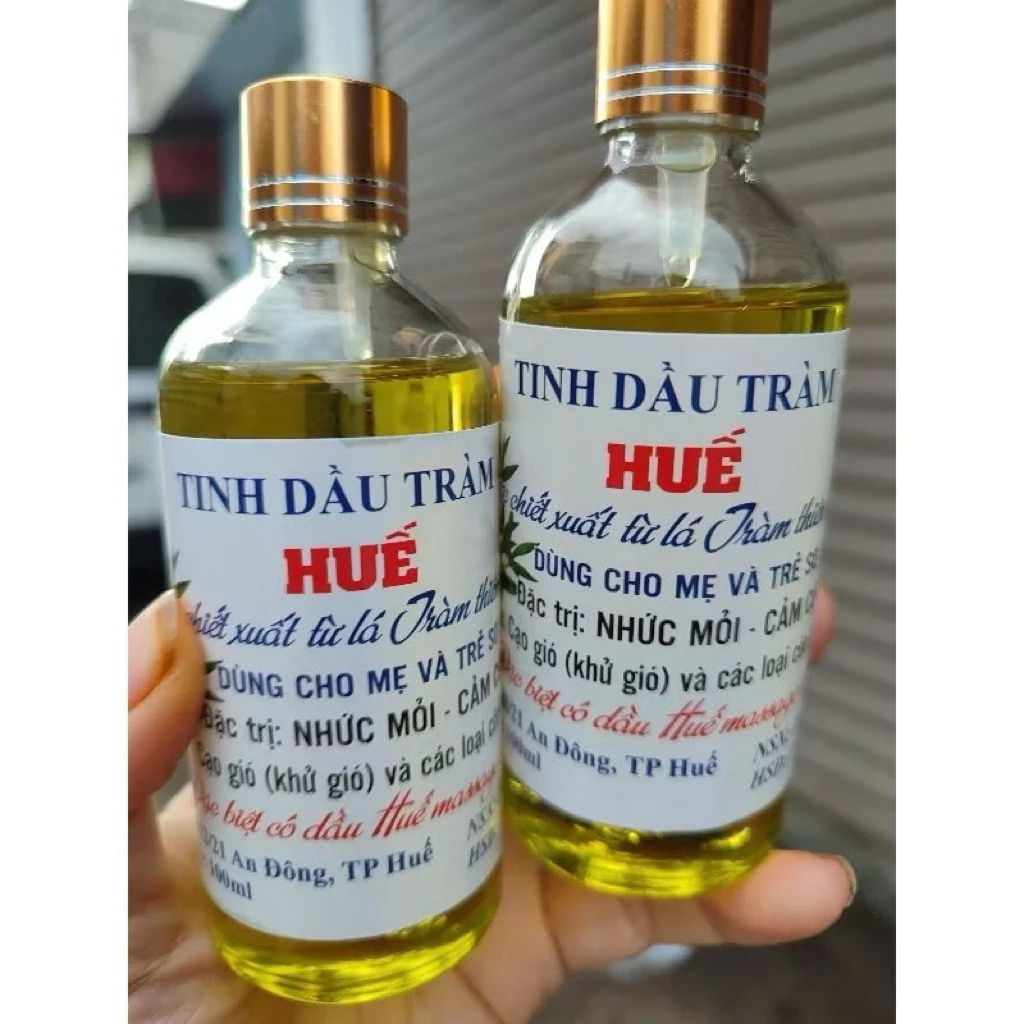 TINH DẦU TRÀM
HUẾ
chiết xuất từ lá Tràm
DÙNG CHO MẸ VÀ TRẺ
Đặc trị: NHỨC MỎI - CẢM
Cạo gió (khử gió) và các loại
biệt có dầu Huế massage
An Đông, TP Huế
100ml
TINH DẦU TRÀM
HUẾ
chiết xuất từ lá Tràm
DÙNG CHO MẸ VÀ TRẺ
Đặc trị: NHỨC MỎI - CẢM
Cạo gió (khử gió) và các loại
biệt có dầu Huế massage
An Đông, TP Huế